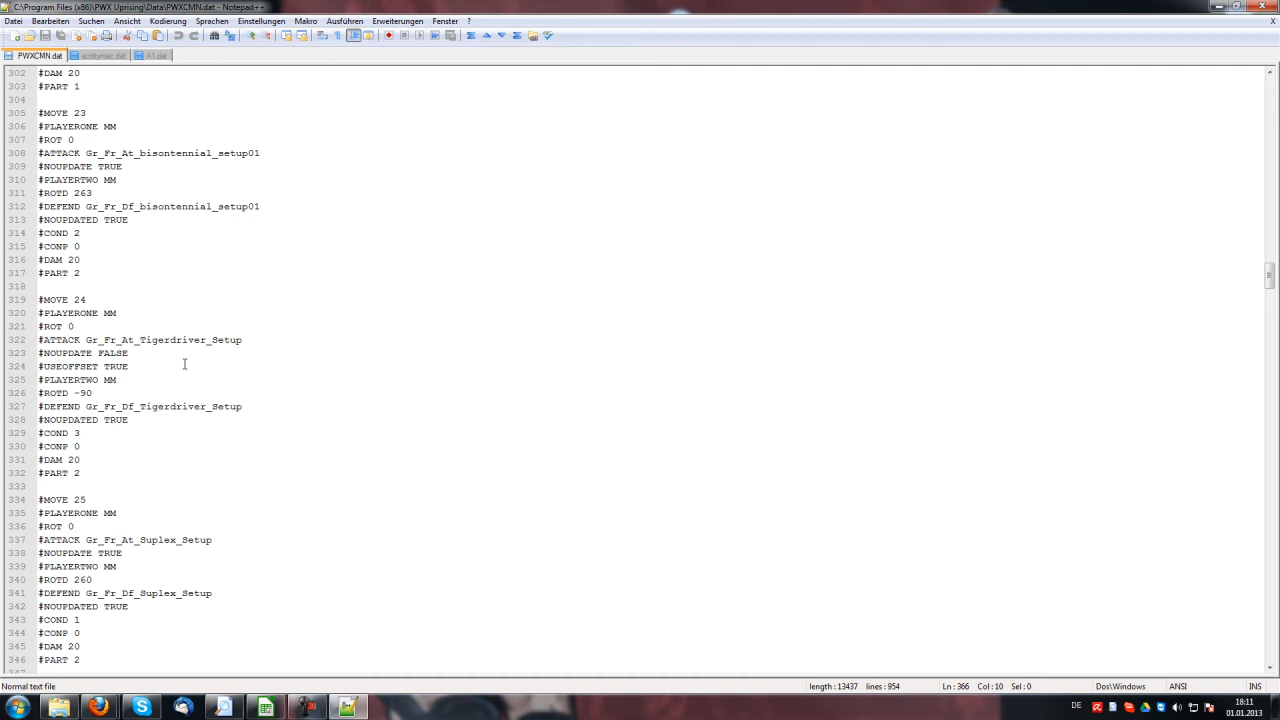 C:\Program Files (x86)\PWX Uprising\Data\PWXCMN.dat - Notepad++
Datei Bearbeiten Suchen Ansicht Kodierung Sprachen Einstellungen Makro Ausführen Erweiterungen Fenster ? X
PWXCMN.dat scottymac.dat A1.dat
302 #DAM 20
303 #PART 1
304
305 #MOVE 23
306 #PLAYERONE MM
307 #ROT 0
308 #ATTACK Gr_Fr_At_bisontennial_setup01
309 #NOUPDATE TRUE
310 #PLAYERTWO MM
311 #ROTD 263
312 #DEFEND Gr_Fr_Df_bisontennial_setup01
313 #NOUPDATED TRUE
314 #COND 2
315 #CONP 0
316 #DAM 20
317 #PART 2
318
319 #MOVE 24
320 #PLAYERONE MM
321 #ROT 0
322 #ATTACK Gr_Fr_At_Tigerdriver_Setup
323 #NOUPDATE FALSE
324 #USEOFFSET TRUE
325 #PLAYERTWO MM
326 #ROTD -90
327 #DEFEND Gr_Fr_Df_Tigerdriver_Setup
328 #NOUPDATED TRUE
329 #COND 3
330 #CONP 0
331 #DAM 20
332 #PART 2
333
334 #MOVE 25
335 #PLAYERONE MM
336 #ROT 0
337 #ATTACK Gr_Fr_At_Suplex_Setup
338 #NOUPDATE TRUE
339 #PLAYERTWO MM
340 #ROTD 260
341 #DEFEND Gr_Fr_Df_Suplex_Setup
342 #NOUPDATED TRUE
343 #COND 1
344 #CONP 0
345 #DAM 20
346 #PART 2
Normal text file length : 13437 lines : 954 Ln : 366 Col : 10 Sel : 0 Dos\Windows ANSI INS
DE 18:11
01.01.2013